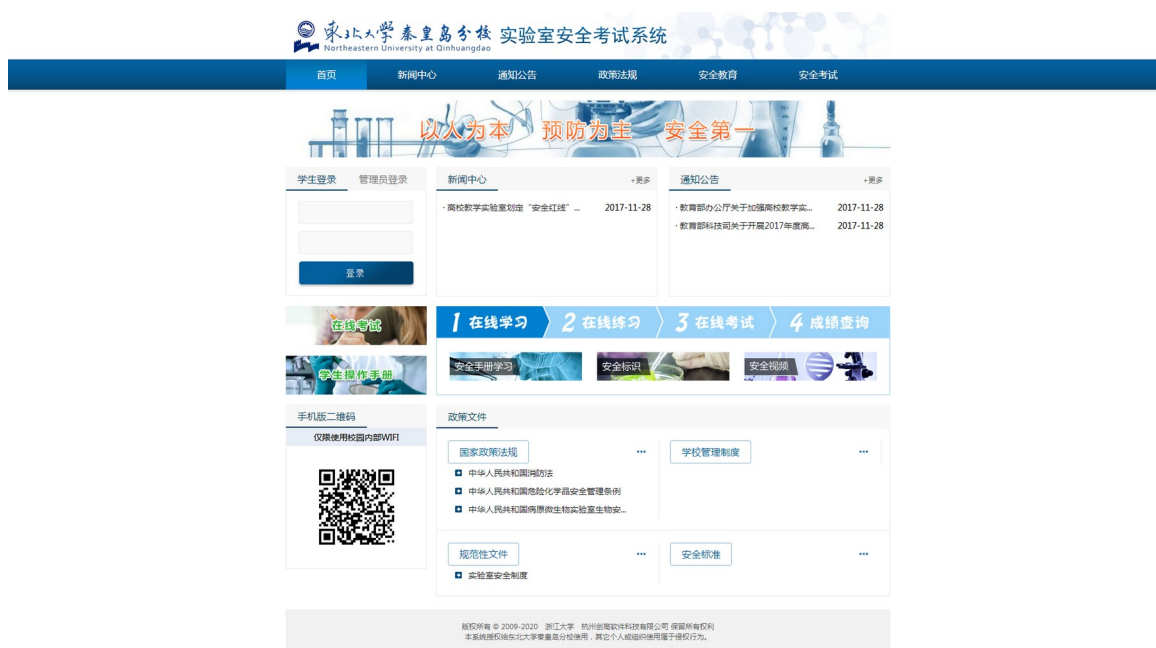 东北大学秦皇岛分校 实验室安全考试系统
Northeastern University at Qinhuangdao
首页 新闻中心 通知公告 政策法规 安全教育 安全考试
以人为本 预防为主 安全第一
学生登录 管理员登录
登录
新闻中心 +更多
·高校教学实验室划定“安全红线” ... 2017-11-28
通知公告 +更多
·教育部办公厅关于加强高校教学实... 2017-11-28
·教育部科技司关于开展2017年度高... 2017-11-28
在线考试
学生操作手册
1 在线学习 2 在线练习 3 在线考试 4 成绩查询
安全手册学习 安全标识 安全视频
手机版二维码
仅限使用校园内部WIFI
政策文件
国家政策法规 ...
中华人民共和国消防法
中华人民共和国危险化学品安全管理条例
中华人民共和国病原微生物实验室生物安...
学校管理制度 ...
规范性文件 ...
实验室安全制度
安全标准 ...
版权所有 © 2009-2020 浙江大学 杭州创高软件科技有限公司 保留所有权利
本系统授权给东北大学秦皇岛分校使用，其它个人或组织使用属于侵权行为。